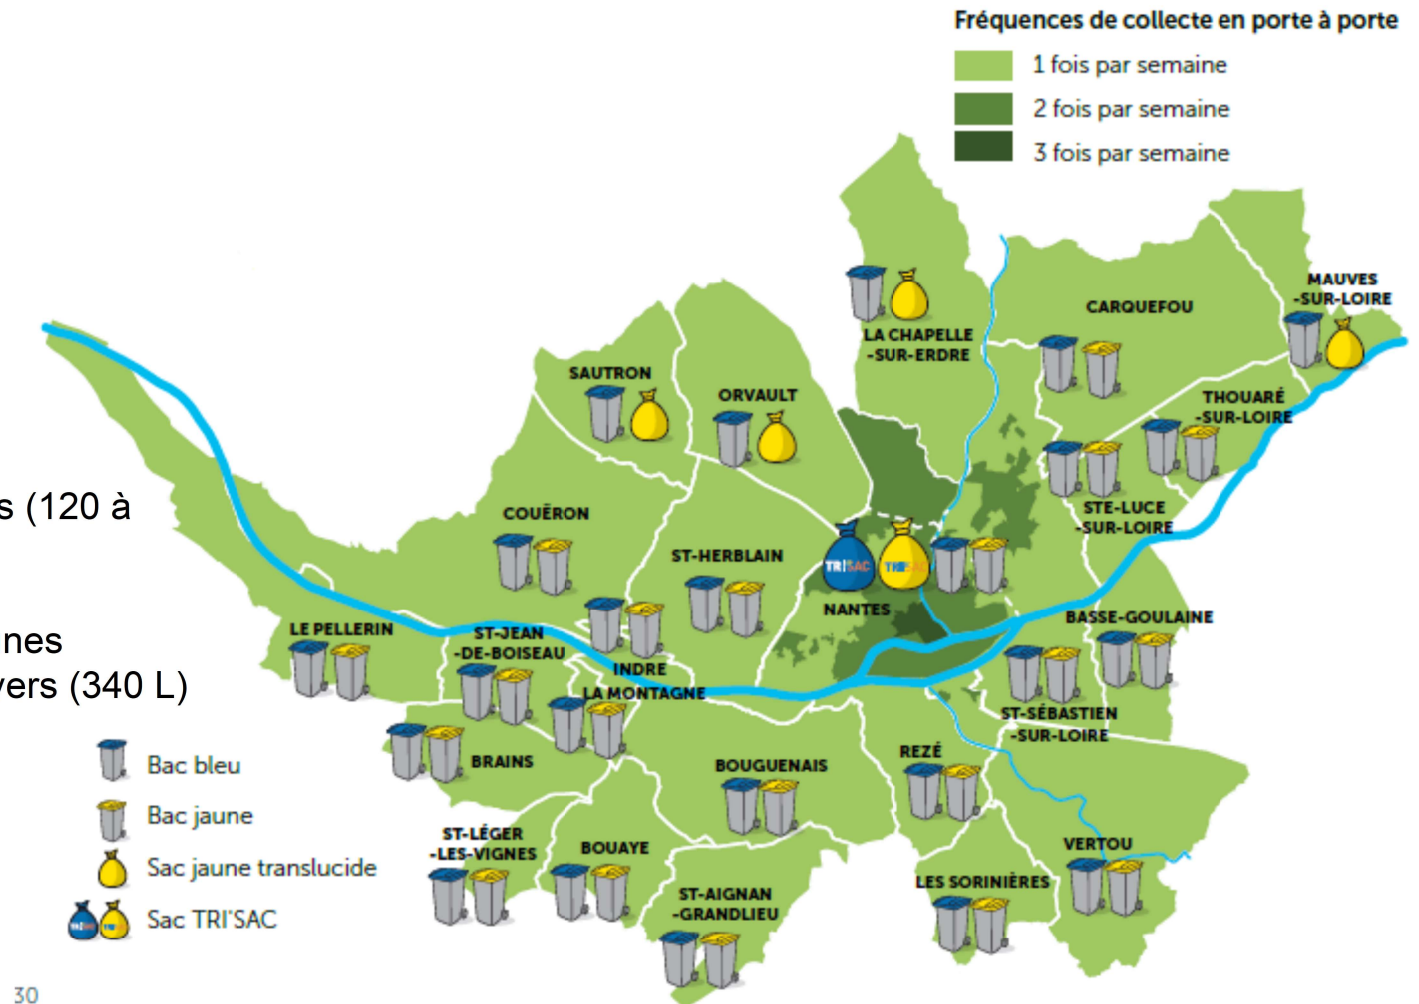 Fréquences de collecte en porte à porte
1 fois par semaine
2 fois par semaine
3 fois par semaine
MAUVES
-SUR-LOIRE
CARQUEFOU
LA CHAPELLE
-SUR-ERDRE
SAUTRON
ORVAULT
THOUARÉ
-SUR-LOIRE
s (120 à
COUËRON
STE-LUCE
-SUR-LOIRE
ST-HERBLAIN
TRI'SAC
TRI'SAC
NANTES
BASSE-GOULAINE
LE PELLERIN
ST-JEAN
-DE-BOISEAU
nes
INDRE
vers (340 L)
LA MONTAGNE
ST-SÉBASTIEN
-SUR-LOIRE
REZÉ
BRAINS
BOUGUENAIS
Bac bleu
Bac jaune
Sac jaune translucide
Sac TRI'SAC
ST-LÉGER
-LES-VIGNES
BOUAYE
VERTOU
ST-AIGNAN
-GRANDLIEU
LES SORINIÈRES
30